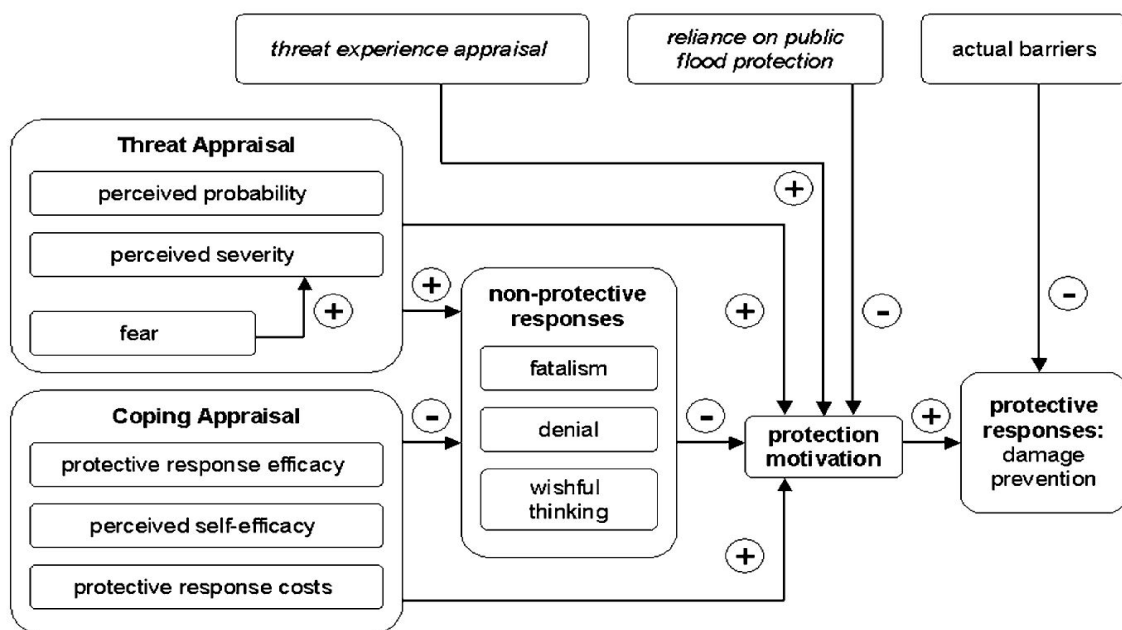 threat experience appraisal
reliance on public
flood protection
actual barriers
Threat Appraisal
perceived probability
perceived severity
+
fear
+
non-protective
responses
fatalism
denial
wishful
thinking
Coping Appraisal
protective response efficacy
perceived self-efficacy
protective response costs
-
-
+
+
-
+
protection
motivation
+
-
protective
responses:
damage
prevention